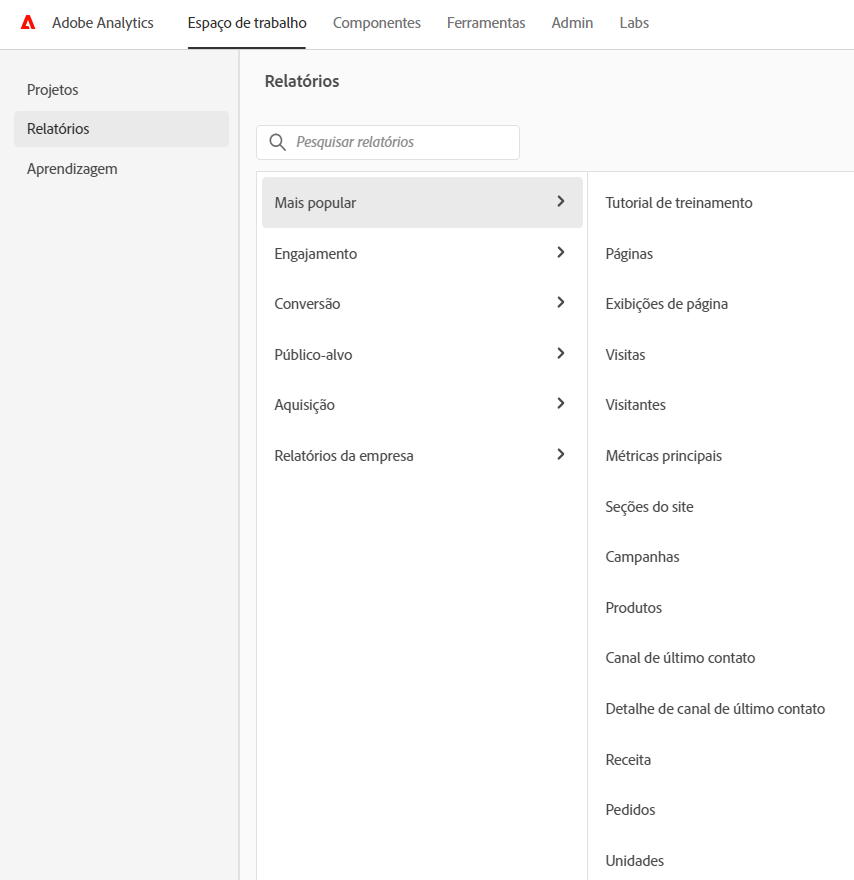 Adobe Analytics Espaço de trabalho Componentes Ferramentas Admin Labs
Projetos
Relatórios
Aprendizagem
Relatórios
Pesquisar relatórios
Mais popular
Engajamento
Conversão
Público-alvo
Aquisição
Relatórios da empresa
Tutorial de treinamento
Páginas
Exibições de página
Visitas
Visitantes
Métricas principais
Seções do site
Campanhas
Produtos
Canal de último contato
Detalhe de canal de último contato
Receita
Pedidos
Unidades